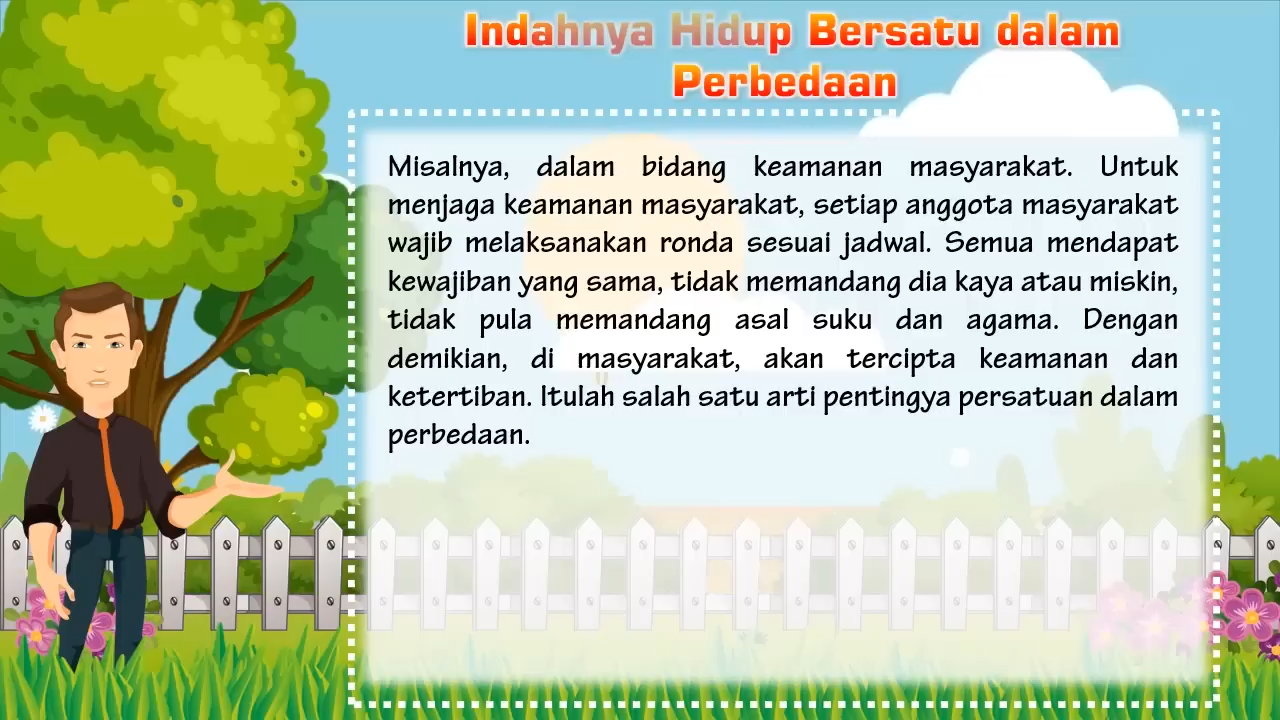 Indahnya Hidup Bersatu dalam
Perbedaan
Misalnya, dalam bidang keamanan masyarakat. Untuk
menjaga keamanan masyarakat, setiap anggota masyarakat
wajib melaksanakan ronda sesuai jadwal. Semua mendapat
kewajiban yang sama, tidak memandang dia kaya atau miskin,
tidak pula memandang asal suku dan agama. Dengan
demikian, di masyarakat, akan tercipta keamanan dan
ketertiban. Itulah salah satu arti pentingya persatuan dalam
perbedaan.